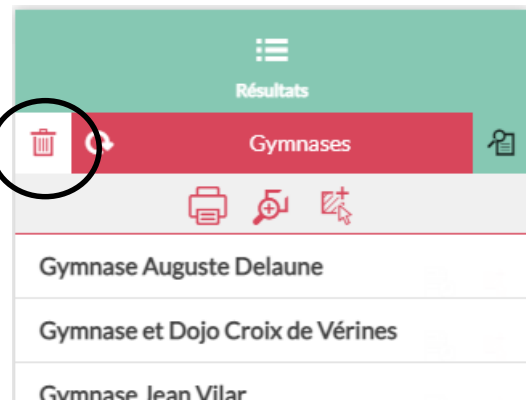 Résultats
Gymnases
Gymnase Auguste Delaune
Gymnase et Dojo Croix de Vérines
Gymnase Jean Vilar